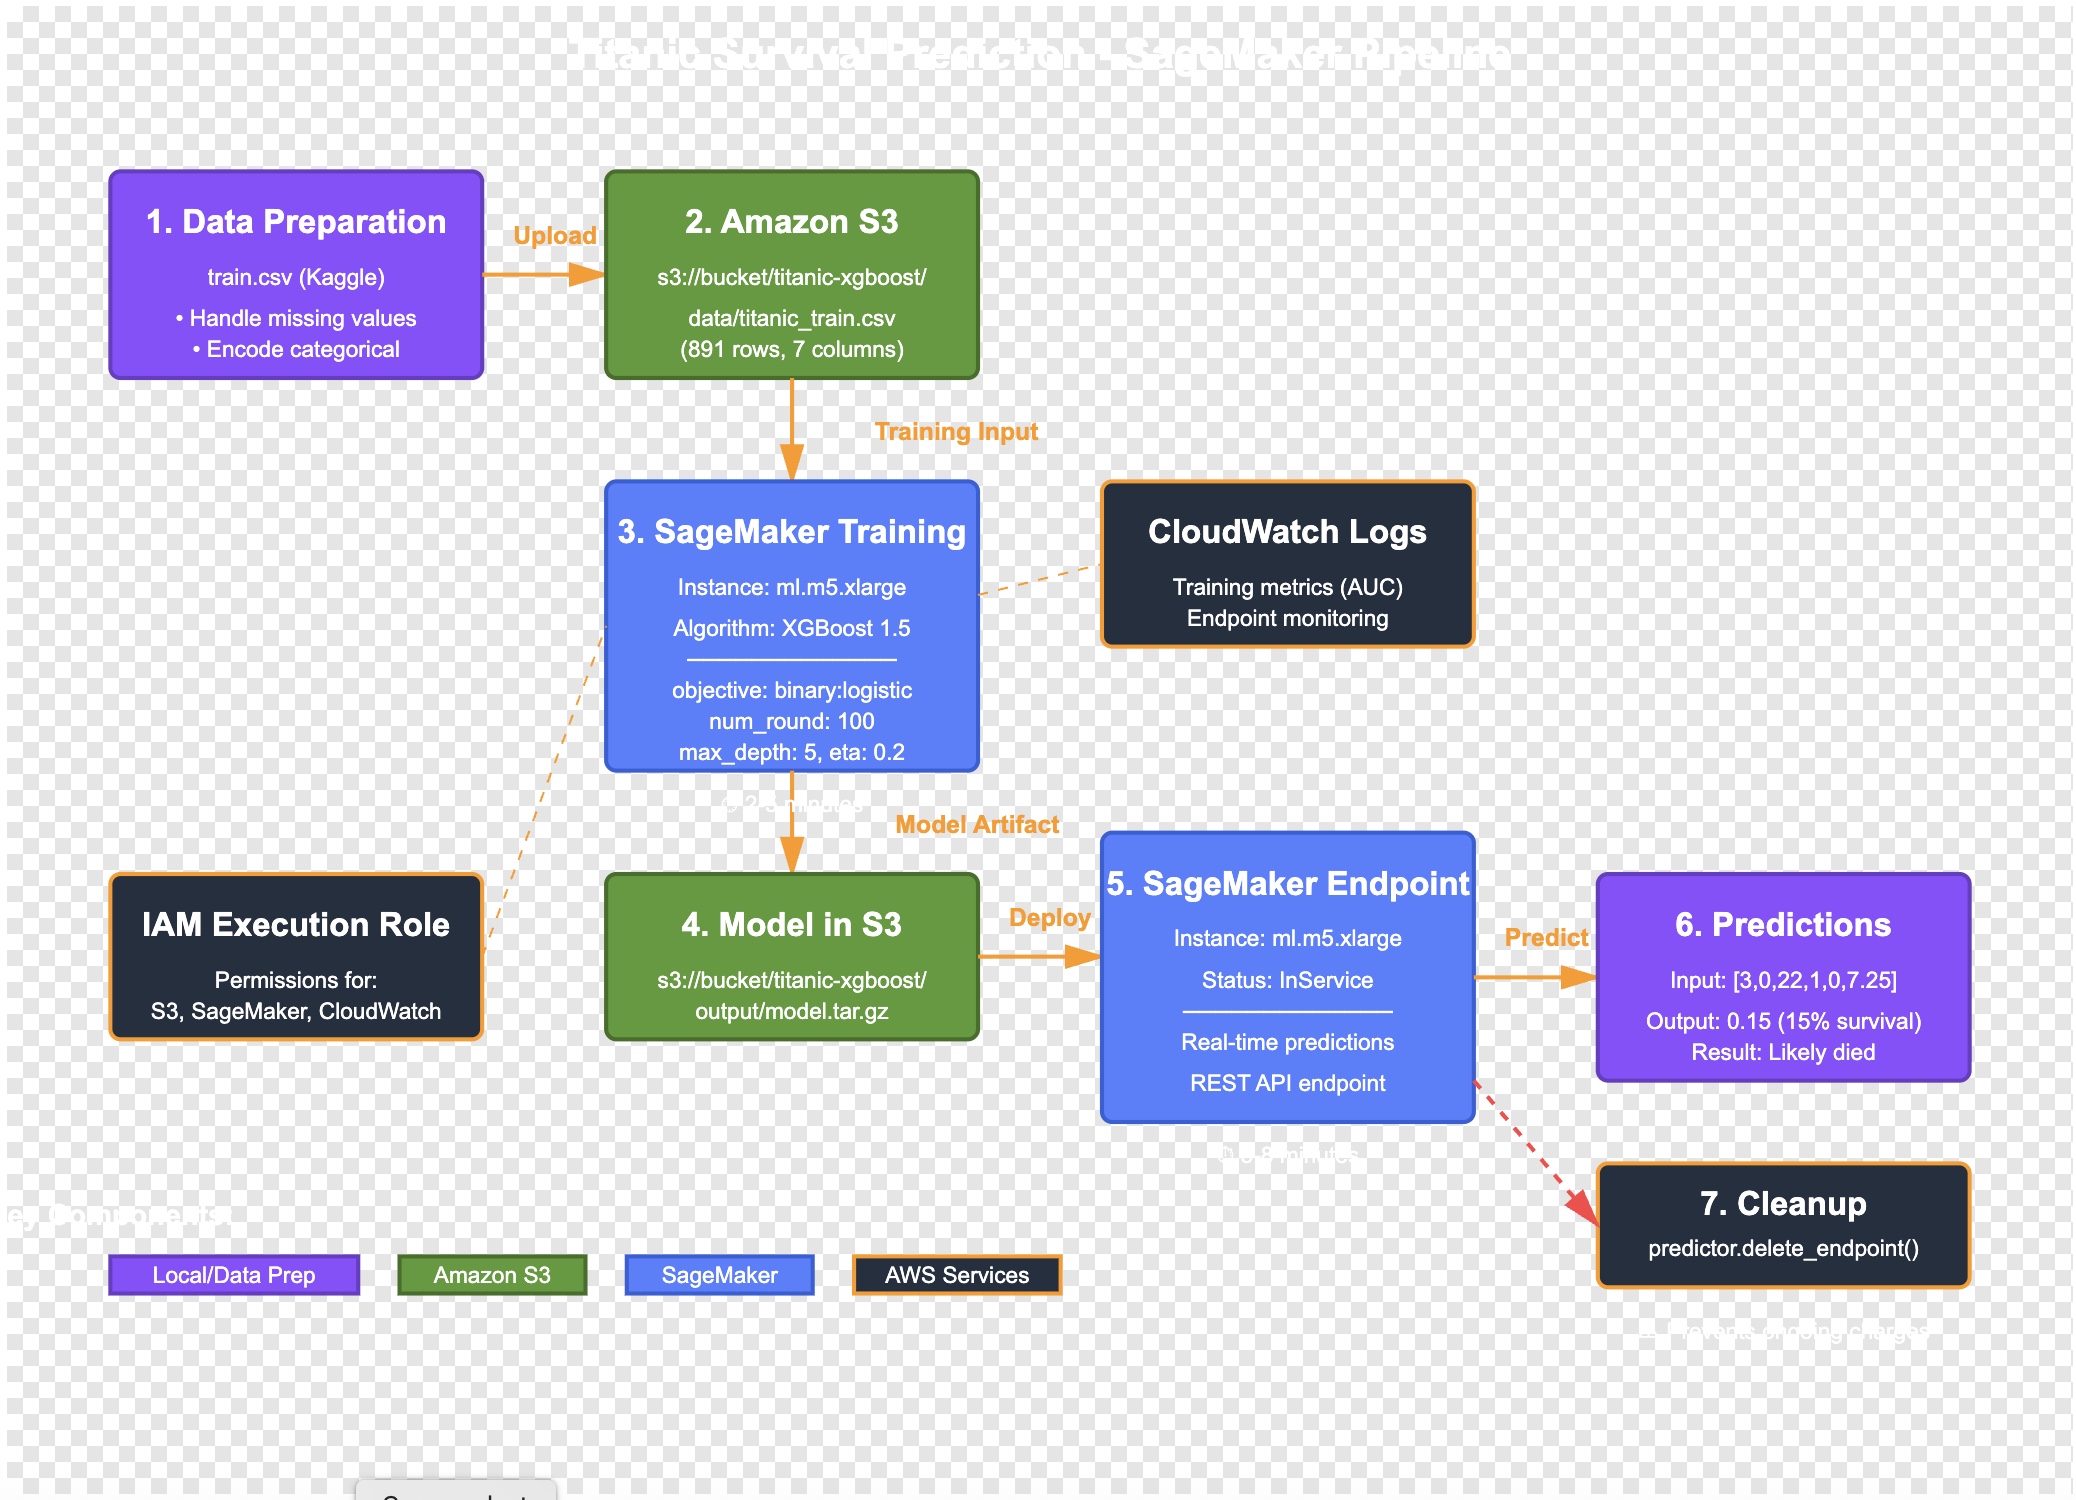 Titanic Survival Prediction - SageMaker Pipeline
1. Data Preparation
train.csv (Kaggle)
• Handle missing values
• Encode categorical
Upload
2. Amazon S3
s3://bucket/titanic-xgboost/
data/titanic_train.csv
(891 rows, 7 columns)
Training Input
3. SageMaker Training
Instance: ml.m5.xlarge
Algorithm: XGBoost 1.5
objective: binary:logistic
num_round: 100
max_depth: 5, eta: 0.2
CloudWatch Logs
Training metrics (AUC)
Endpoint monitoring
minutes
Model Artifact
IAM Execution Role
Permissions for:
S3, SageMaker, CloudWatch
4. Model in S3
s3://bucket/titanic-xgboost/
output/model.tar.gz
Deploy
5. SageMaker Endpoint
Instance: ml.m5.xlarge
Status: InService
Real-time predictions
REST API endpoint
minutes
Predict
6. Predictions
Input: [3,0,22,1,0,7.25]
Output: 0.15 (15% survival)
Result: Likely died
7. Cleanup
predictor.delete_endpoint()
ongoing charges
ey Components
Local/Data Prep
Amazon S3
SageMaker
AWS Services